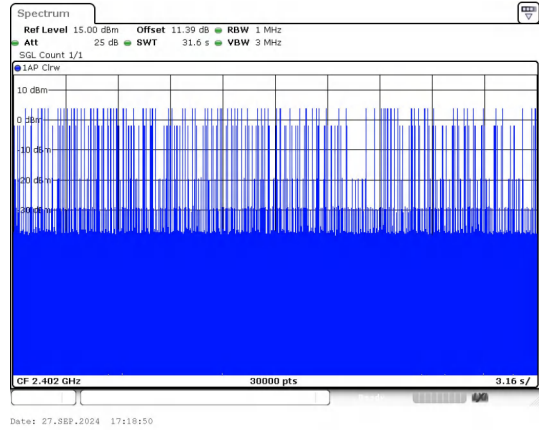 Spectrum
Ref Level 15.00 dBm Offset 11.39 dB RBW 1 MHz
Att 25 dB SWT 31.6 s VBW 3 MHz
SGL Count 1/1
1AP Clrw
10 dBm
0 dBm
-10 dBm
-20 dBm
-30 dBm
CF 2.402 GHz 30000 pts 3.16 s/
Date: 27.SEP.2024 17:18:50